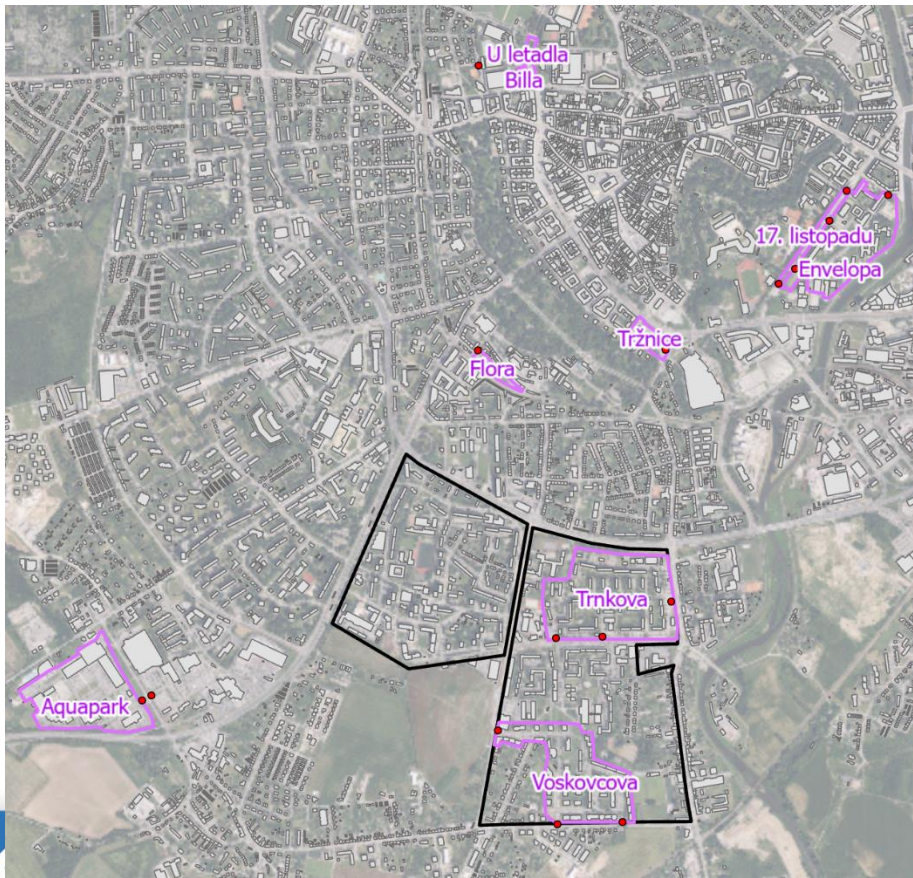 U letadla
Billa
17. listopadu
Envelopa
Tržnice
Flora
Trnkova
Aquapark
Voskovcova